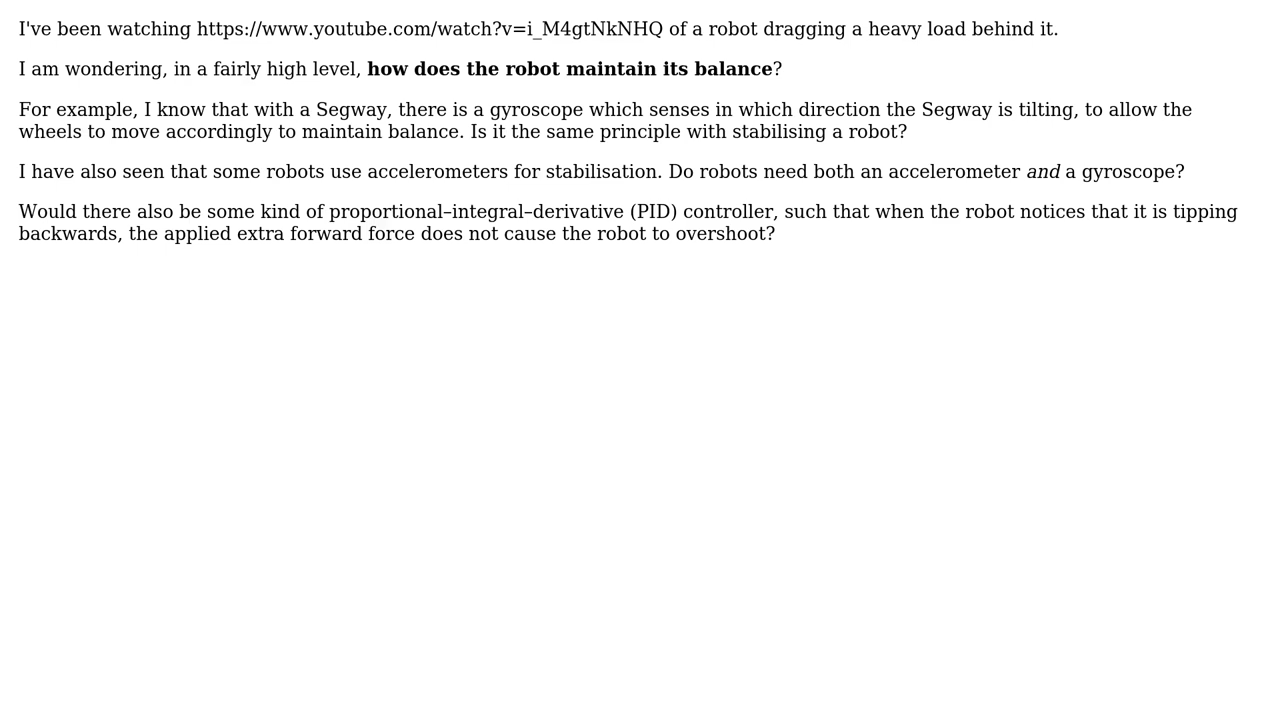 I've been watching https://www.youtube.com/watch?v=i_M4gtNkNHQ of a robot dragging a heavy load behind it.
I am wondering, in a fairly high level, how does the robot maintain its balance?
For example, I know that with a Segway, there is a gyroscope which senses in which direction the Segway is tilting, to allow the
wheels to move accordingly to maintain balance. Is it the same principle with stabilising a robot?
I have also seen that some robots use accelerometers for stabilisation. Do robots need both an accelerometer and a gyroscope?
Would there also be some kind of proportional–integral–derivative (PID) controller, such that when the robot notices that it is tipping
backwards, the applied extra forward force does not cause the robot to overshoot?